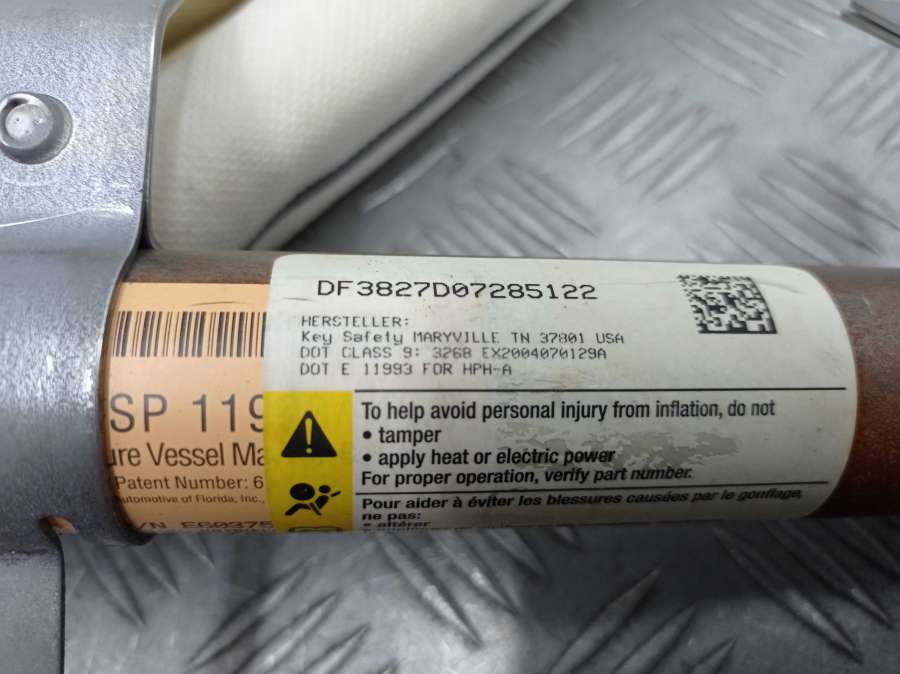 DF3827D07285122
HERSTELLER:
Key Safety MARYVILLE TN 37801 USA
DOT CLASS 9: 3268 EX2004070129A
DOT E 11993 FOR HPH-A
To help avoid personal injury from inflation, do not
• tamper
• apply heat or electric power
For proper operation, verify part number.
Pour aider à éviter les blessures causées par le gonflage,
ne pas:
• altérer
SP 119
ure Vessel Ma
Patent Number: 6
automotive of Florida, Inc.,
/N E60375